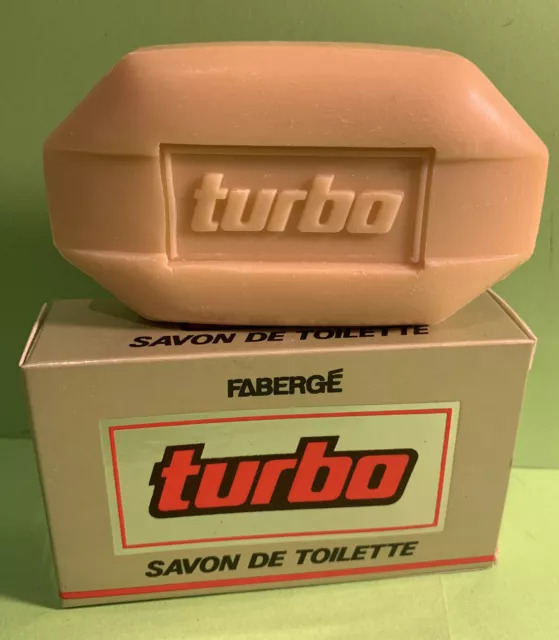 turbo
SAVON DE TOILETTE
FABERGÉ
turbo
SAVON DE TOILETTE